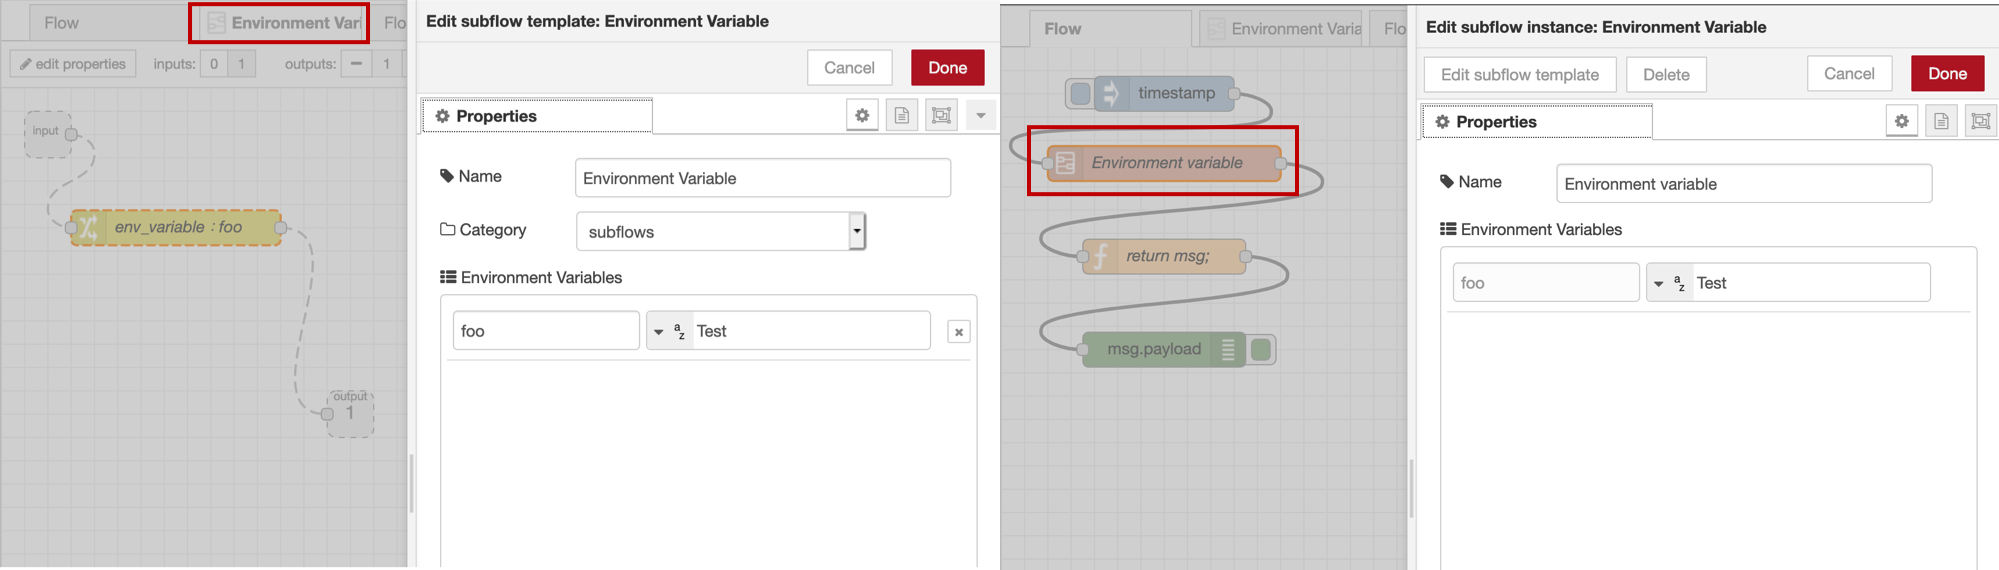 Flow
Environment Vari
Flo
edit properties
inputs: 0 1
outputs: − 1
input
env_variable : foo
output
1
Edit subflow template: Environment Variable
Cancel
Done
Properties
Name
Environment Variable
Category
subflows
Environment Variables
foo
a z Test
Flow
Environment Varia
Flo
timestamp
Environment variable
return msg;
msg.payload
Edit subflow instance: Environment Variable
Edit subflow template
Delete
Cancel
Done
Properties
Name
Environment variable
Environment Variables
foo
a z Test